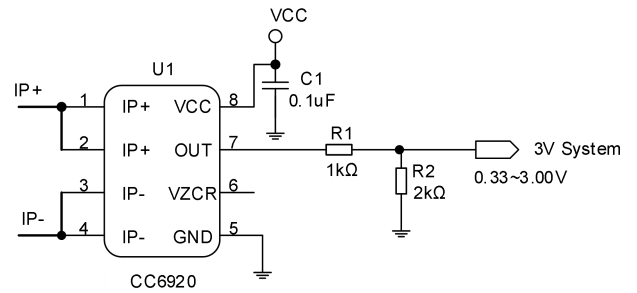 VCC
U1
C1
0.1uF
IP+
1 IP+ VCC 8
2 IP+ OUT 7
R1
1kΩ
3V System
0.33~3.00V
R2
2kΩ
3 IP- VZCR 6
IP-
4 IP- GND 5
CC6920